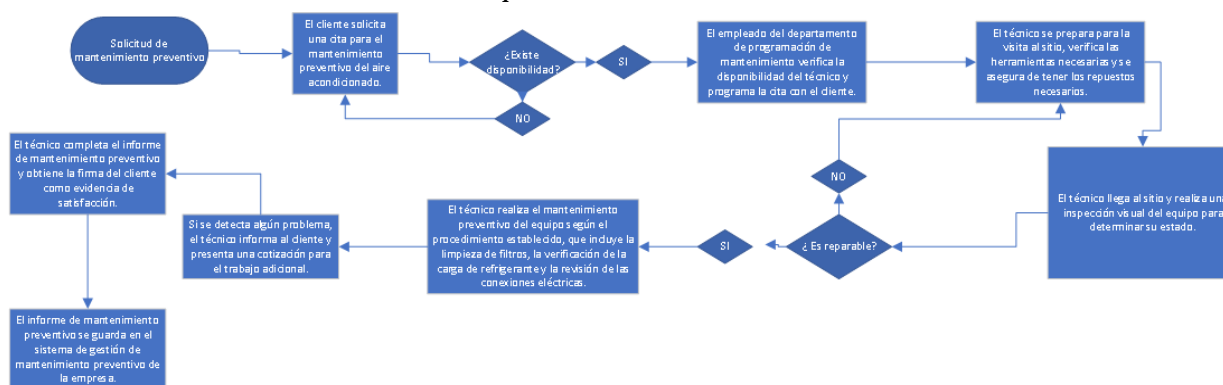 Solicitud de
mantenimiento preventivo
El cliente solicita
una cita para el
mantenimiento
preventivo del aire
acondicionado.
¿Existe
disponibilidad?
SI
NO
El empleado del departamento
de programación de
mantenimiento verifica la
disponibilidad del técnico y
programa la cita con el cliente.
El técnico se prepara para la
visita al sitio, verifica las
herramientas necesarias y se
asegura de tener los repuestos
necesarios.
El técnico llega al sitio y realiza una
inspección visual del equipo para
determinar su estado.
¿ Es reparable?
NO
SI
El técnico realiza el mantenimiento
preventivo del equipo según el
procedimiento establecido, que incluye la
limpieza de filtros, la verificación de la
carga de refrigerante y la revisión de las
conexiones eléctricas.
Si se detecta algún problema,
el técnico informa al cliente y
presenta una cotización para
el trabajo adicional.
El técnico completa el informe
de mantenimiento preventivo
y obtiene la firma del cliente
como evidencia de
satisfacción.
El informe de mantenimiento
preventivo se guarda en el
sistema de gestión de
mantenimiento preventivo de
la empresa.